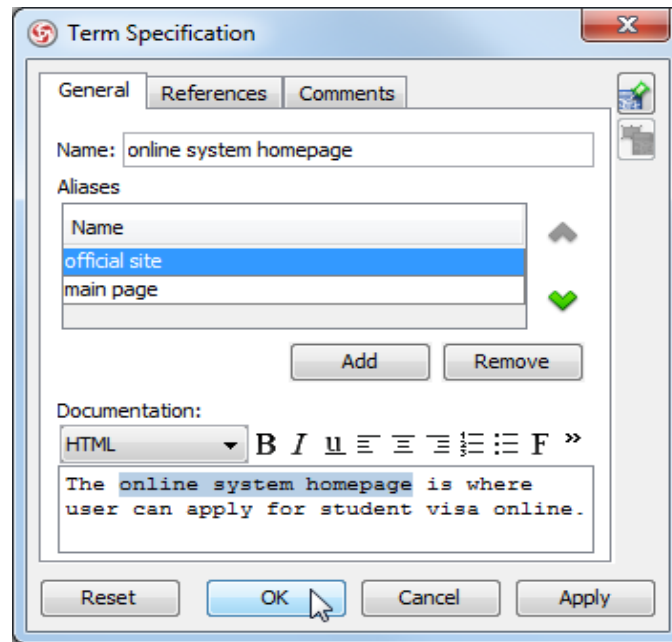 Term Specification
General References Comments
Name: online system homepage
Aliases
Name
official site
main page
Add Remove
Documentation:
HTML B I u F »
The online system homepage is where
user can apply for student visa online.
Reset OK Cancel Apply